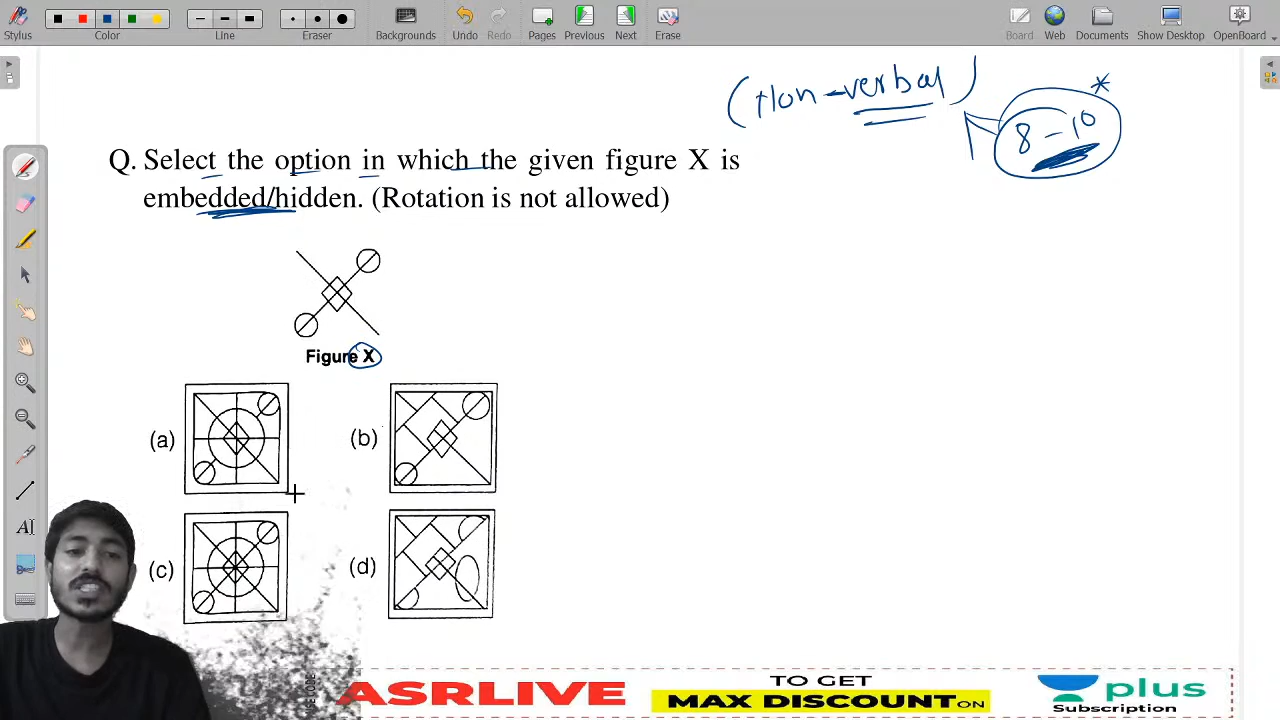 Stylus
Color
Line
Eraser
Backgrounds
Undo
Redo
Pages
Previous
Next
Erase
Board
Web
Documents
Show Desktop
OpenBoard
(Non-verbal)
8-10 *
Q. Select the option in which the given figure X is
embedded/hidden. (Rotation is not allowed)
Figure X
(a)
(b)
(c)
(d)
ASRLIVE
TO GET
MAX DISCOUNT ON
plus
Subscription